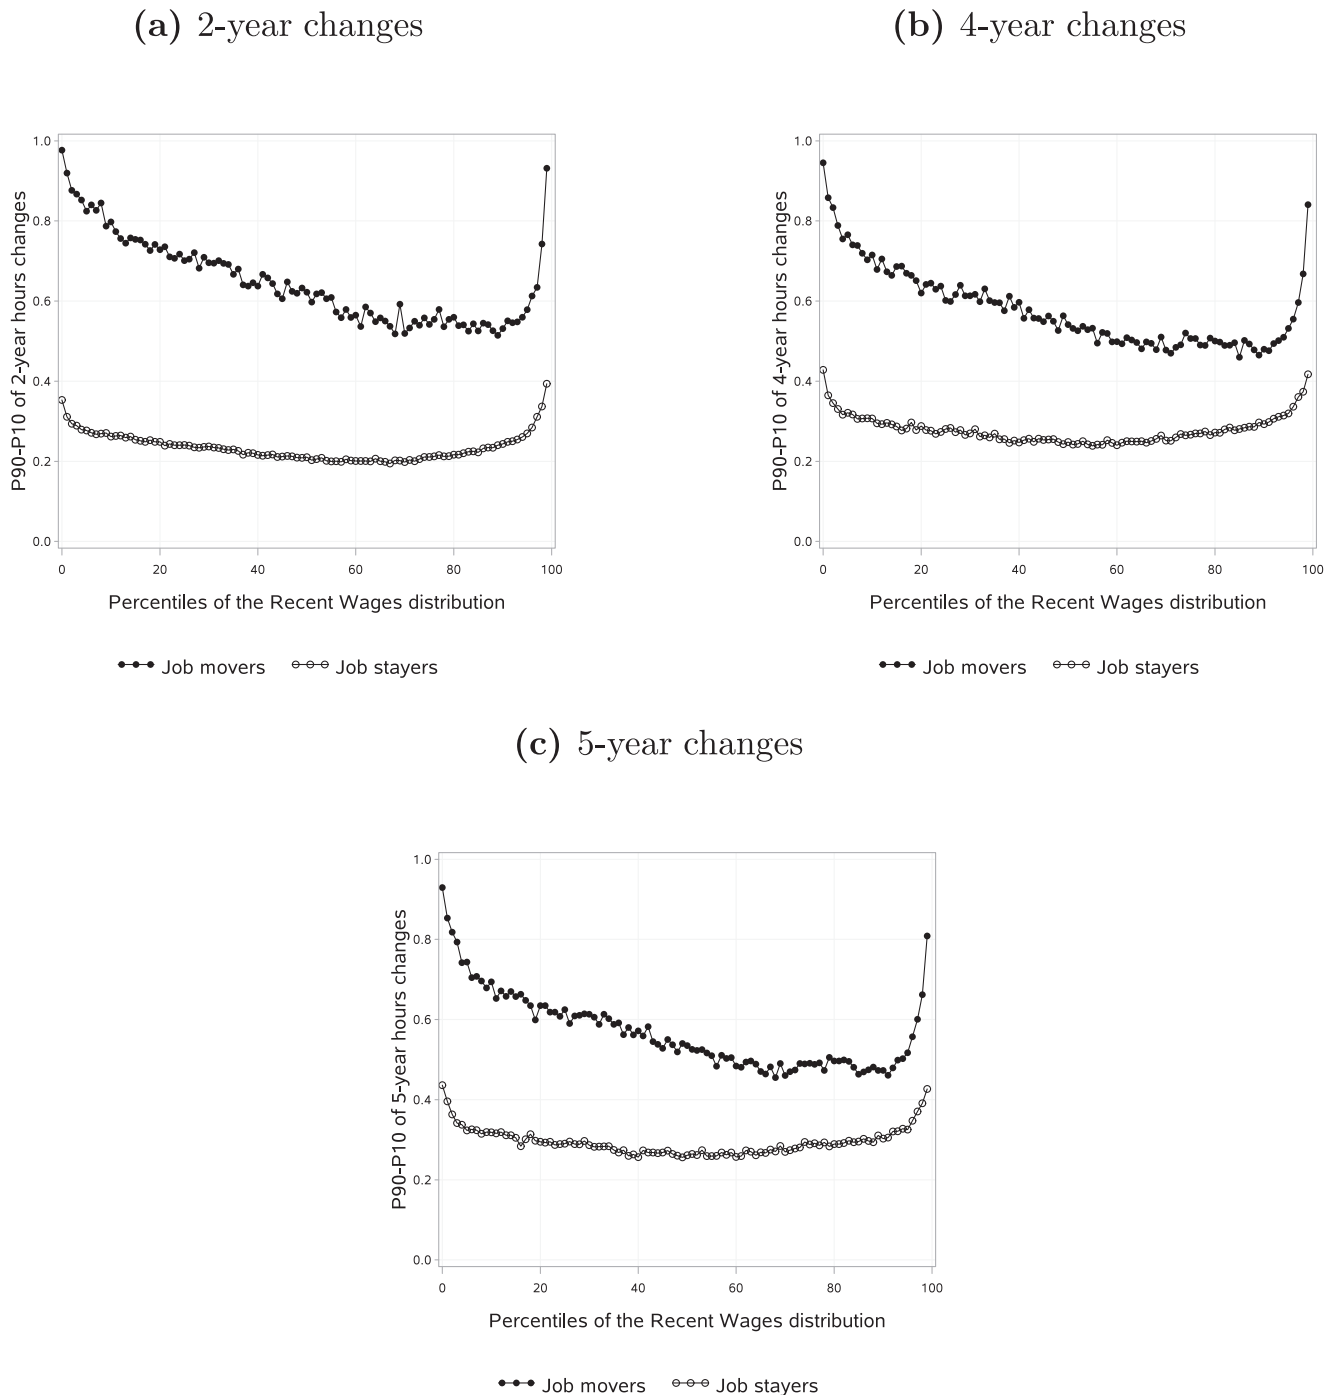 (a) 2-year changes
(b) 4-year changes
P90-P10 of 2-year hours changes
1.0
0.8
0.6
0.4
0.2
0.0
0 20 40 60 80 100
Percentiles of the Recent Wages distribution
Job movers Job stayers
P90-P10 of 4-year hours changes
1.0
0.8
0.6
0.4
0.2
0.0
0 20 40 60 80 100
Percentiles of the Recent Wages distribution
Job movers Job stayers
(c) 5-year changes
P90-P10 of 5-year hours changes
1.0
0.8
0.6
0.4
0.2
0.0
0 20 40 60 80 100
Percentiles of the Recent Wages distribution
Job movers Job stayers